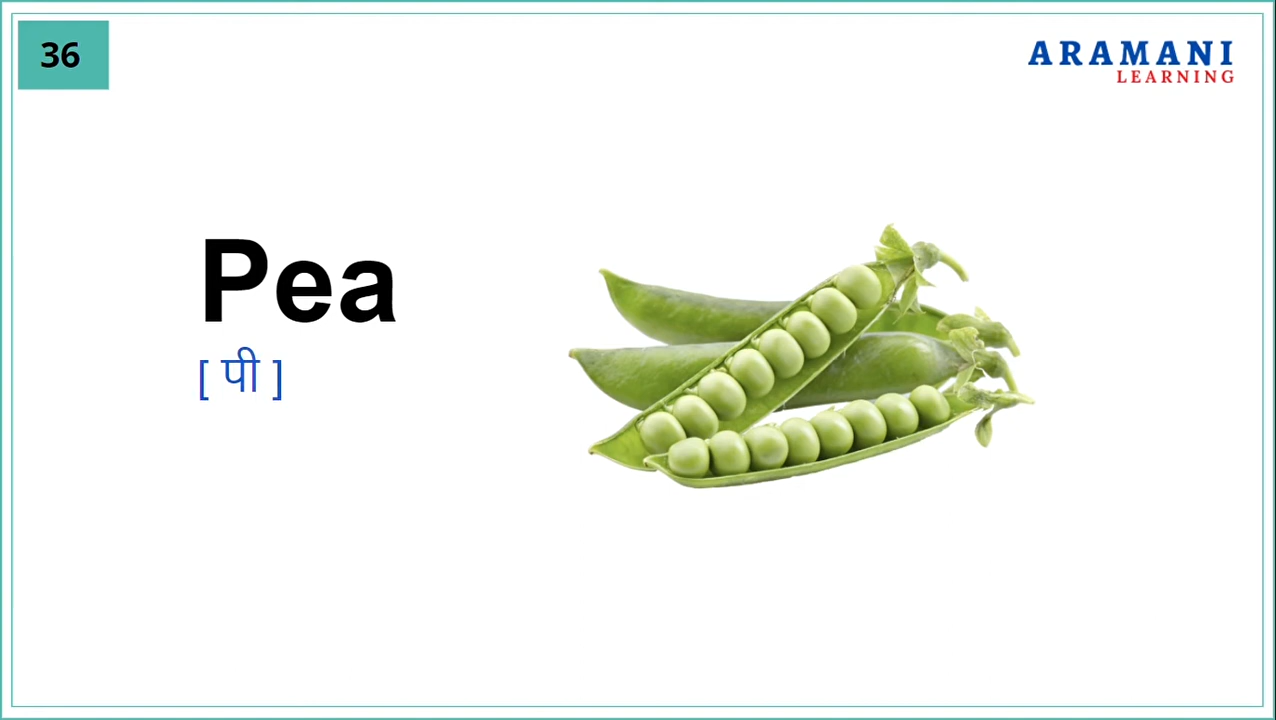 36
ARAMANI
LEARNING
Pea
[ पी ]